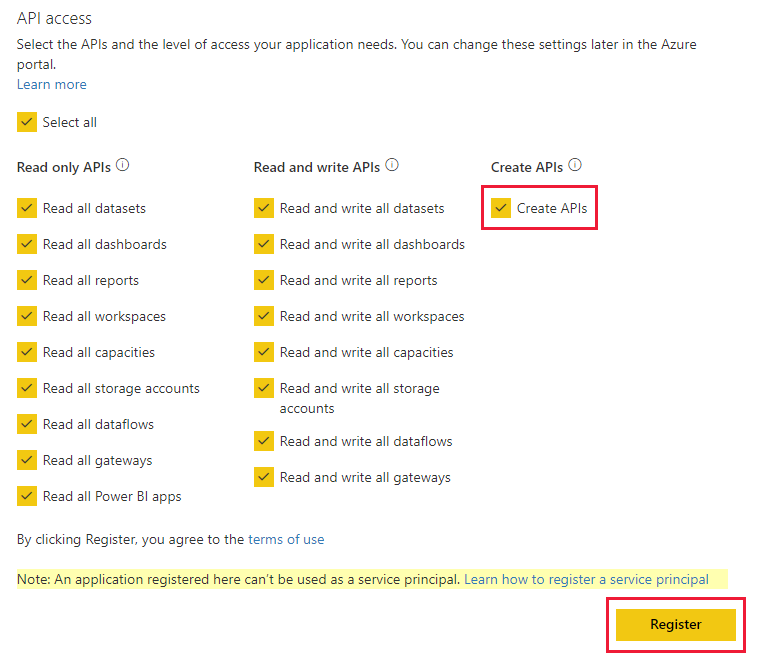 API access
Select the APIs and the level of access your application needs. You can change these settings later in the Azure
portal.
Learn more
Select all
Read only APIs
Read all datasets
Read all dashboards
Read all reports
Read all workspaces
Read all capacities
Read all storage accounts
Read all dataflows
Read all gateways
Read all Power BI apps
Read and write APIs
Read and write all datasets
Read and write all dashboards
Read and write all reports
Read and write all workspaces
Read and write all capacities
Read and write all storage
accounts
Read and write all dataflows
Read and write all gateways
Create APIs
Create APIs
By clicking Register, you agree to the terms of use
Note: An application registered here can't be used as a service principal. Learn how to register a service principal
Register